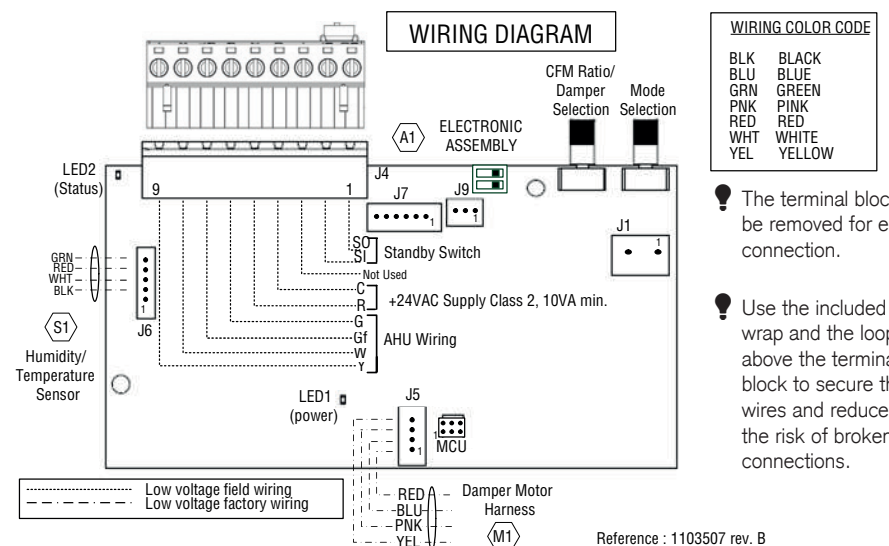 WIRING DIAGRAM
WIRING COLOR CODE
BLK BLACK
BLU BLUE
GRN GREEN
PNK PINK
RED RED
WHT WHITE
YEL YELLOW
CFM Ratio/
Damper
Selection
Mode
Selection
A1
ELECTRONIC
ASSEMBLY
LED2
(Status)
9
1
J4
J7
1
J9
1
J1
1
The terminal bloc
be removed for e
connection.
SO
SI
Standby Switch
Not Used
C
R
+24VAC Supply Class 2, 10VA min.
G
Gf
W
Y
AHU Wiring
GRN
RED
WHT
BLK
1
J6
S1
Humidity/
Temperature
Sensor
Use the included
wrap and the loop
above the termina
block to secure th
wires and reduce
the risk of broken
connections.
LED1
(power)
J5
1
1
MCU
Low voltage field wiring
Low voltage factory wiring
RED
BLU
PNK
YEL
Damper Motor
Harness
M1
Reference : 1103507 rev. B